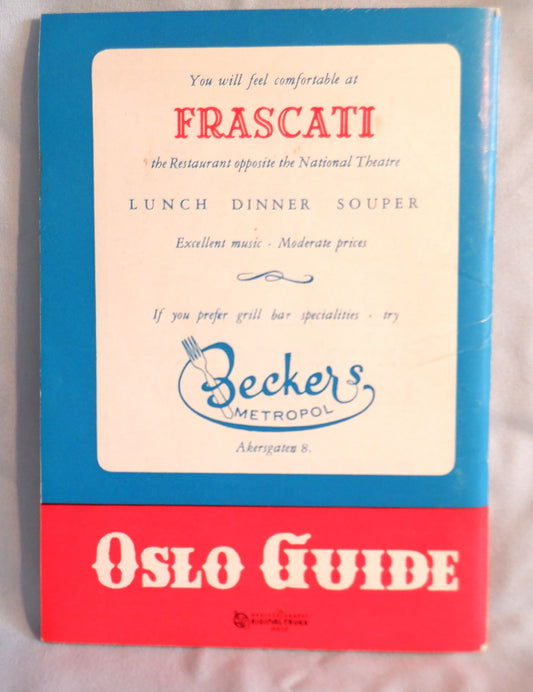 You will feel comfortable at
FRASCATI
the Restaurant opposite the National Theatre
LUNCH DINNER SOUPER
Excellent music - Moderate prices
If you prefer grill bar specialities - try
Beckers
METROPOL
Akersgaten 8.
OSLO GUIDE